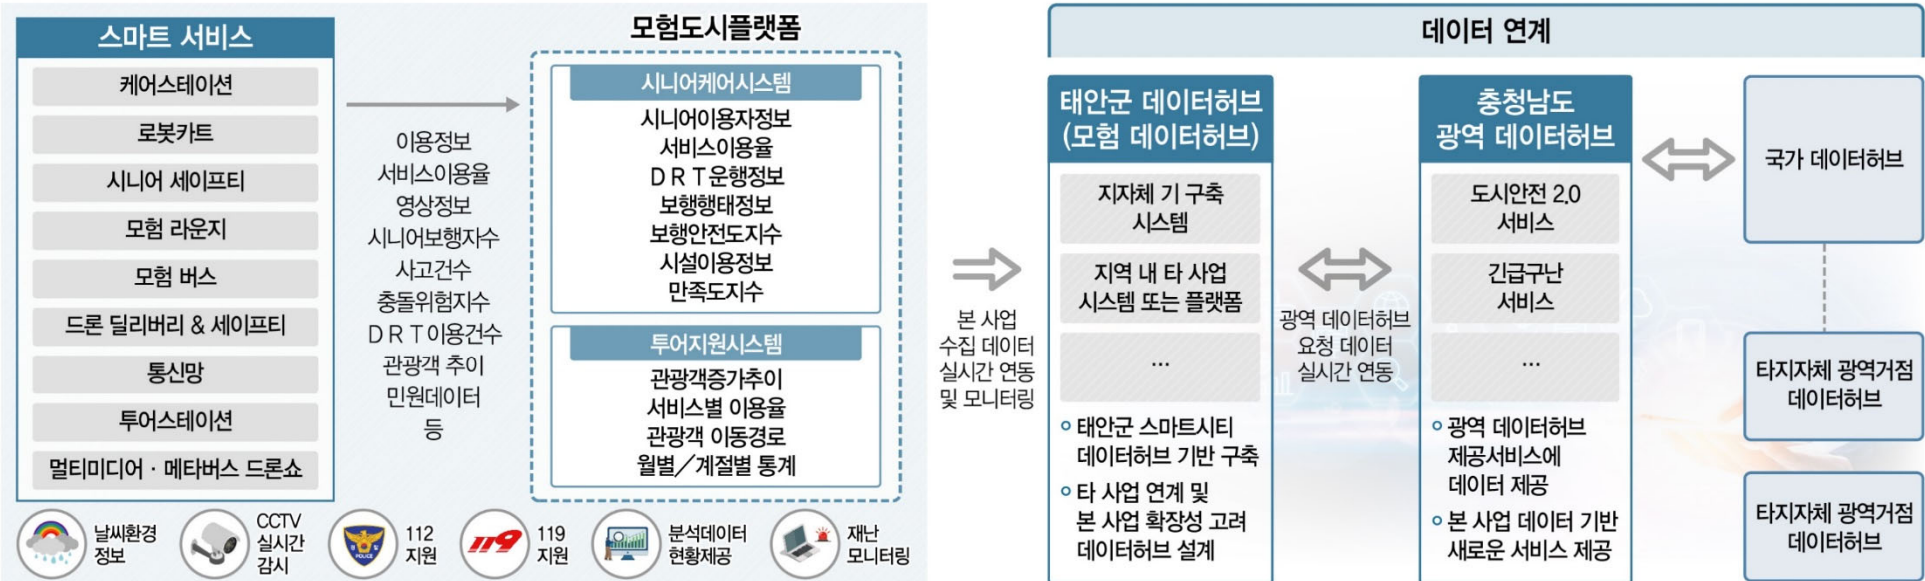 스마트 서비스
케어스테이션
로봇카트
시니어 세이프티
모험 라운지
모험 버스
드론 딜리버리 & 세이프티
통신망
투어스테이션
멀티미디어 · 메타버스 드론쇼
이용정보
서비스이용율
영상정보
시니어보행자수
사고건수
충돌위험지수
DRT이용건수
관광객 추이
민원데이터
등
모험도시플랫폼
시니어케어시스템
시니어이용자정보
서비스이용율
DRT운행정보
보행행태정보
보행안전도지수
시설이용정보
만족도지수
투어지원시스템
관광객증가추이
서비스별 이용율
관광객 이동경로
월별/계절별 통계
날씨환경
정보
CCTV
실시간
감시
POLICE
112
지원
119
119
지원
분석데이터
현황제공
재난
모니터링
본 사업
수집 데이터
실시간 연동
및 모니터링
데이터 연계
태안군 데이터허브
(모험 데이터허브)
지자체 기 구축
시스템
지역 내 타 사업
시스템 또는 플랫폼
...
태안군 스마트시티
데이터허브 기반 구축
타 사업 연계 및
본 사업 확장성 고려
데이터허브 설계
광역 데이터허브
요청 데이터
실시간 연동
충청남도
광역 데이터허브
도시안전 2.0
서비스
긴급구난
서비스
...
광역 데이터허브
제공서비스에
데이터 제공
본 사업 데이터 기반
새로운 서비스 제공
국가 데이터허브
타지자체 광역거점
데이터허브
타지자체 광역거점
데이터허브